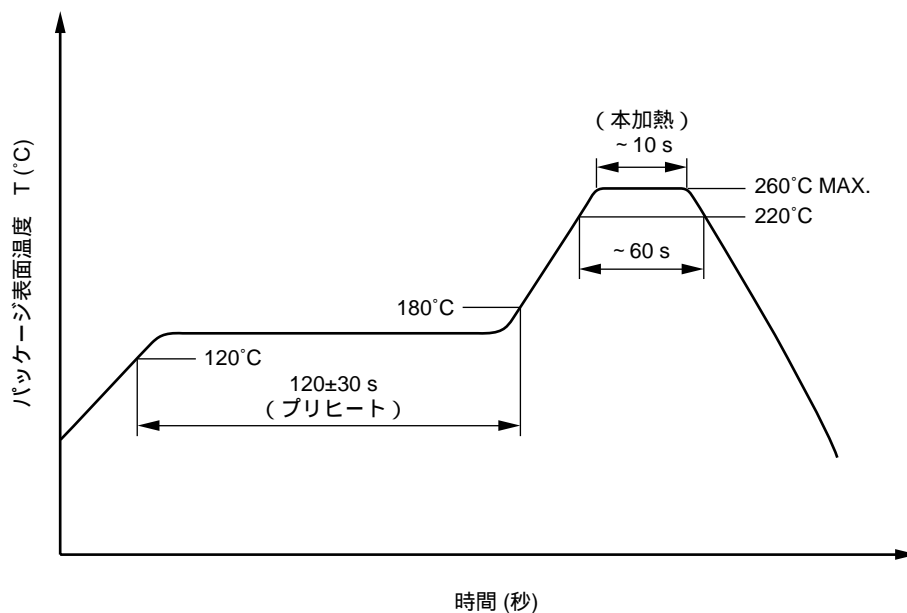 (本加熱)
~ 10 s
260˚C MAX.
220˚C
~ 60 s
180˚C
120˚C
120±30 s
(プリヒート)
パッケージ表面温度 T (˚C)
時間 (秒)